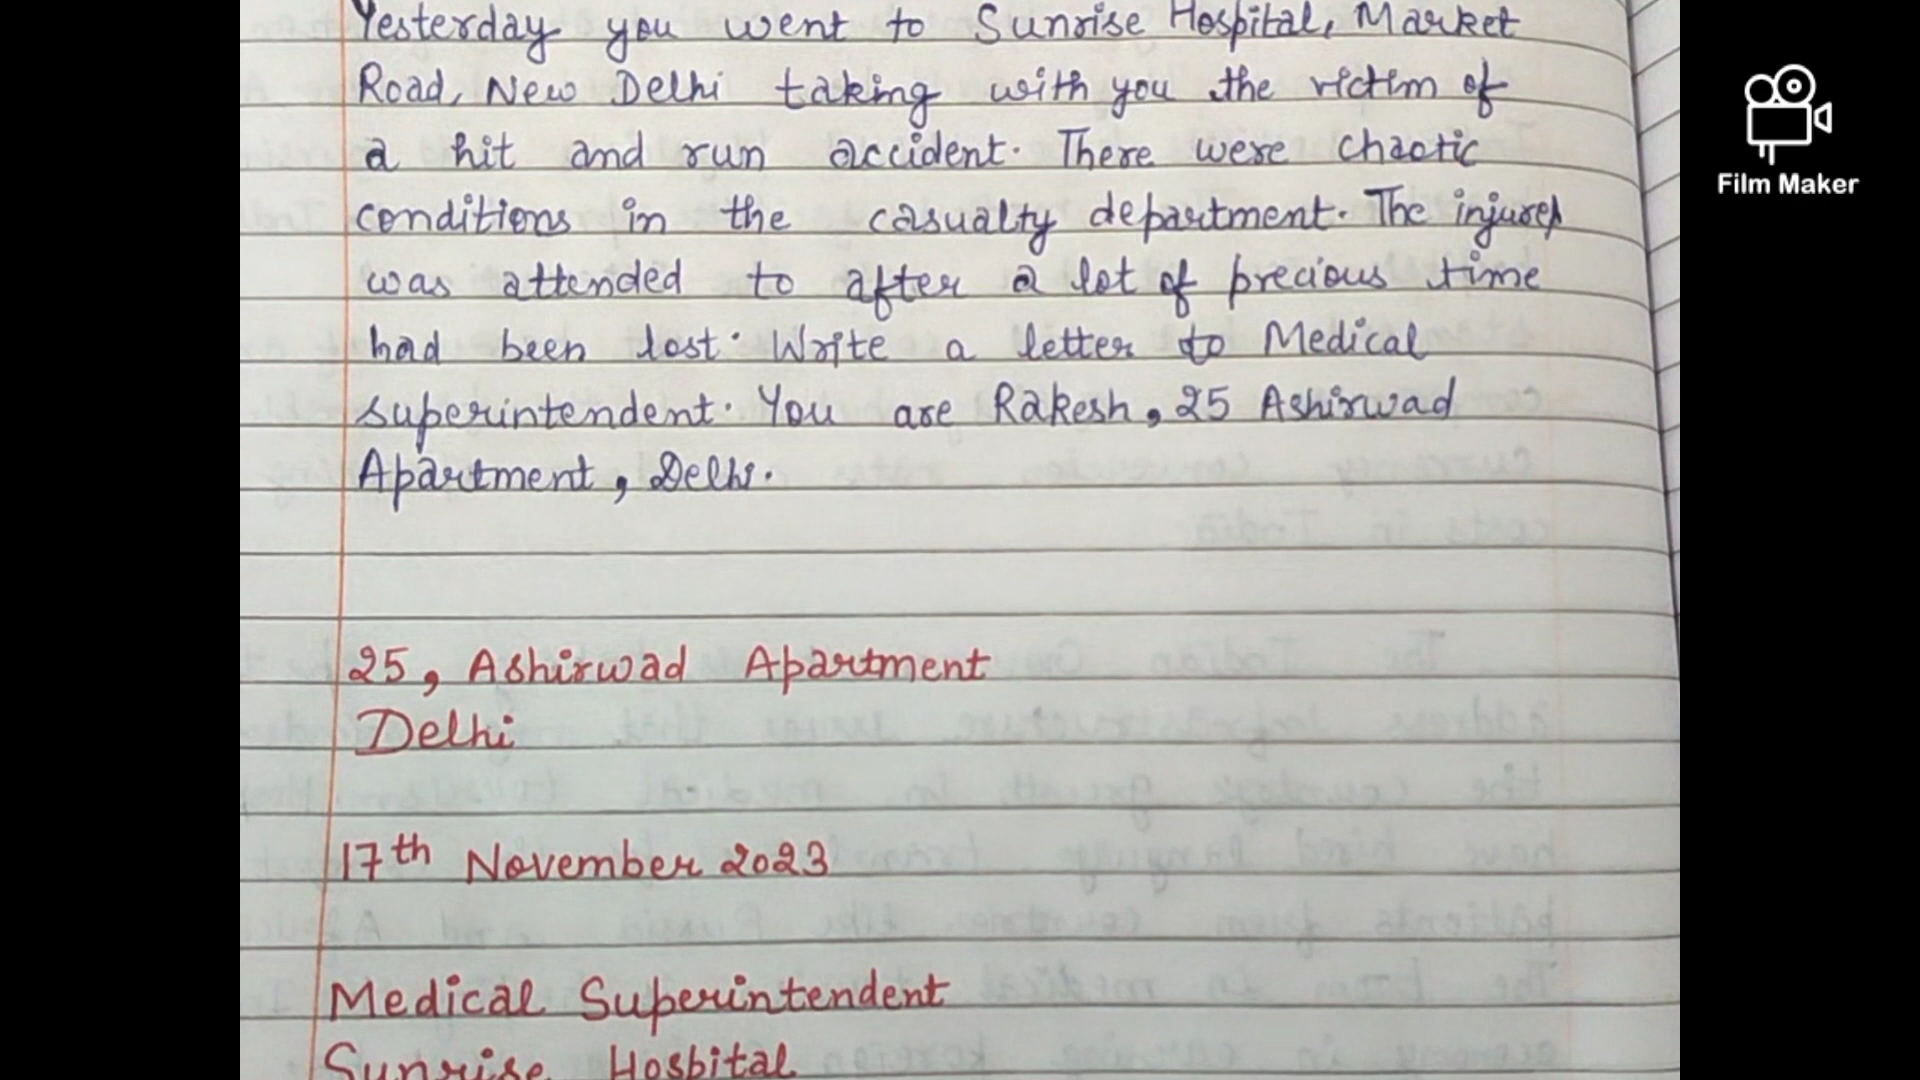 Yesterday you went to Sunrise Hospital, Market
Road, New Delhi taking with you the victim of
a hit and run accident. There were chaotic
conditions in the casualty department. The injured
was attended to after a lot of precious time
had been lost. Write a letter to Medical
superintendent. You are Rakesh, 25 Ashirwad
Apartment, Delhi.
25, Ashirwad Apartment
Delhi
17th November 2023
Medical Superintendent
Sunrise Hospital
Film Maker